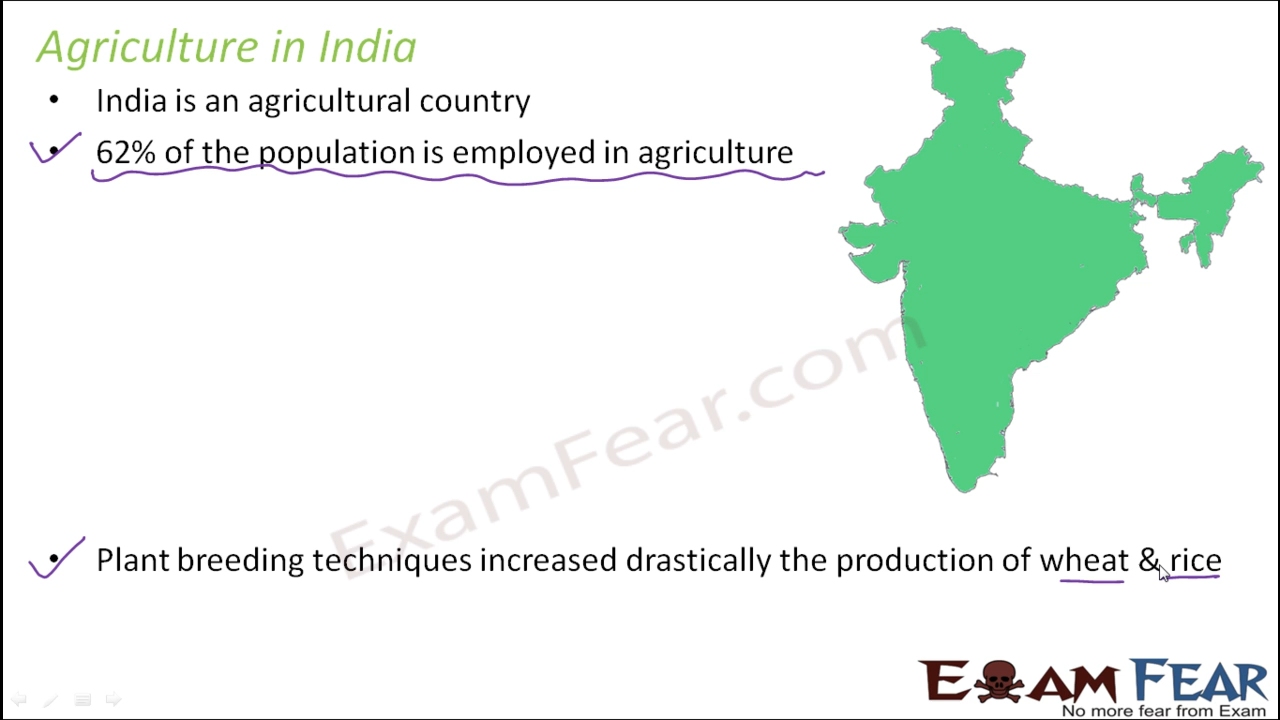 Agriculture in India
• India is an agricultural country
• 62% of the population is employed in agriculture
ExamFear.com
• Plant breeding techniques increased drastically the production of wheat & rice
EXAM FEAR
No more fear from Exam